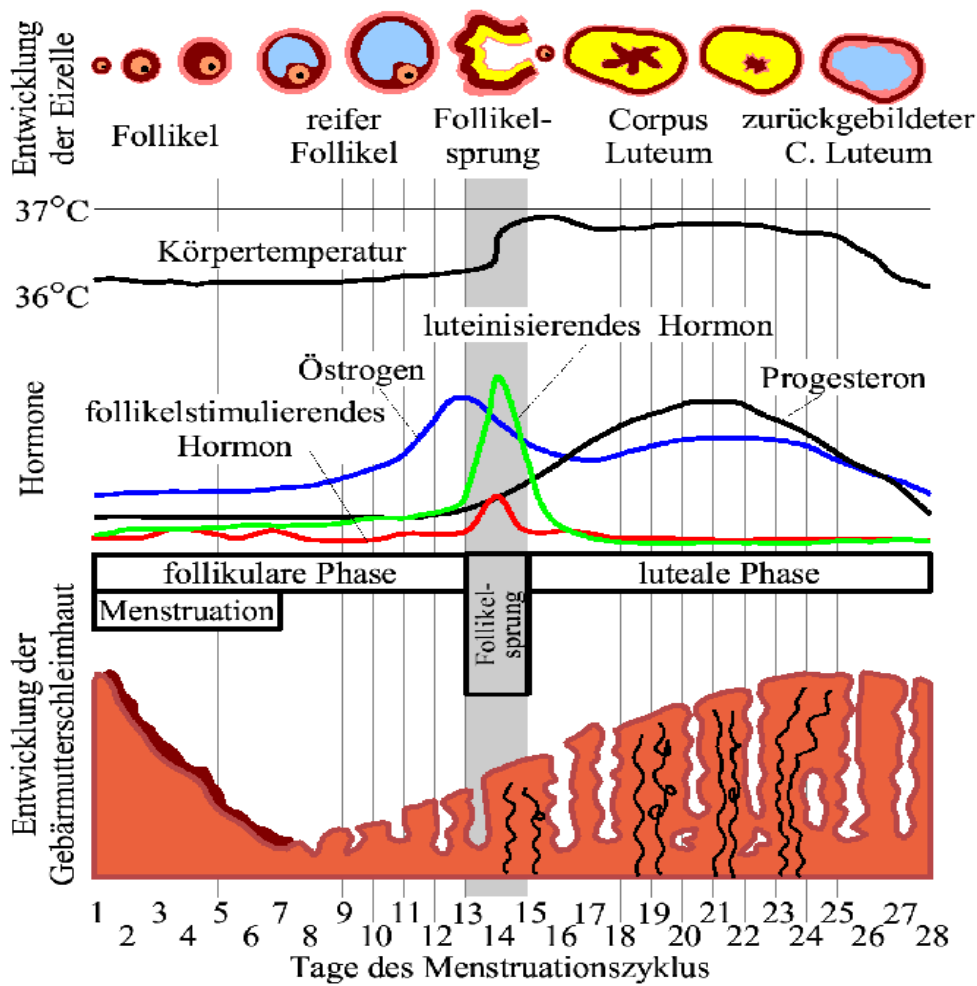 Entwicklung
der Eizelle
Follikel
reifer
Follikel
Follikel-
sprung
Corpus
Luteum
zurückgebildeter
C. Luteum
37°C
Körpertemperatur
36°C
Hormone
luteinisierendes Hormon
Östrogen
Progesteron
follikelstimulierendes
Hormon
follikulare Phase
luteale Phase
Menstruation
Follikel-
sprung
Entwicklung der
Gebärmutterschleimhaut
1 3 5 7 9 11 13 15 17 19 21 23 25 27
2 4 6 8 10 12 14 16 18 20 22 24 26 28
Tage des Menstruationszyklus